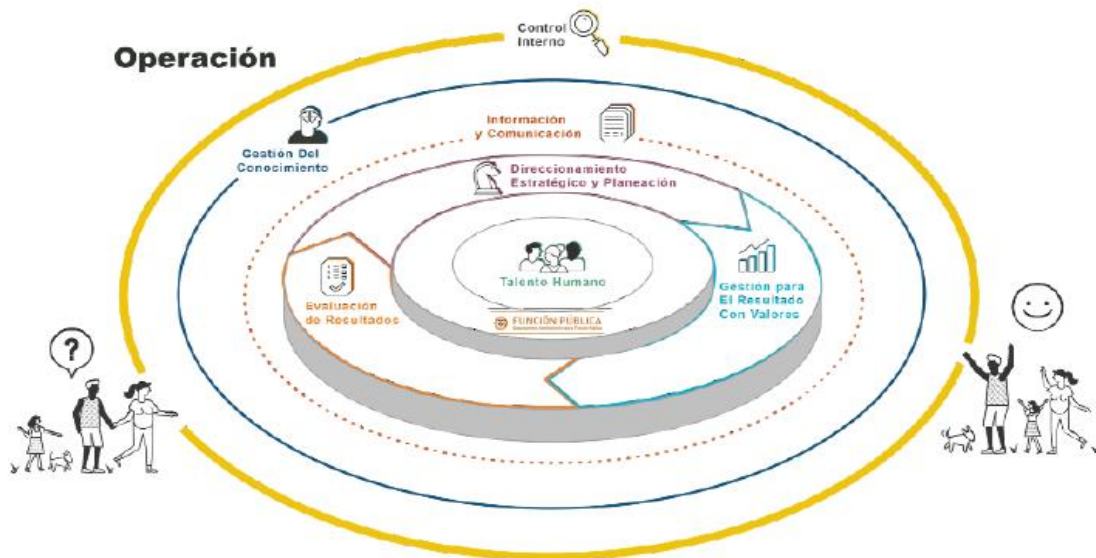 Operación
Control
Interno
Información
y Comunicación
Gestión Del
Conocimiento
Direccionamiento
Estratégico y Planeación
Talento Humano
Gestión para
El Resultado
Con Valores
Evaluación
de Resultados
FUNCIÓN PÚBLICA
?